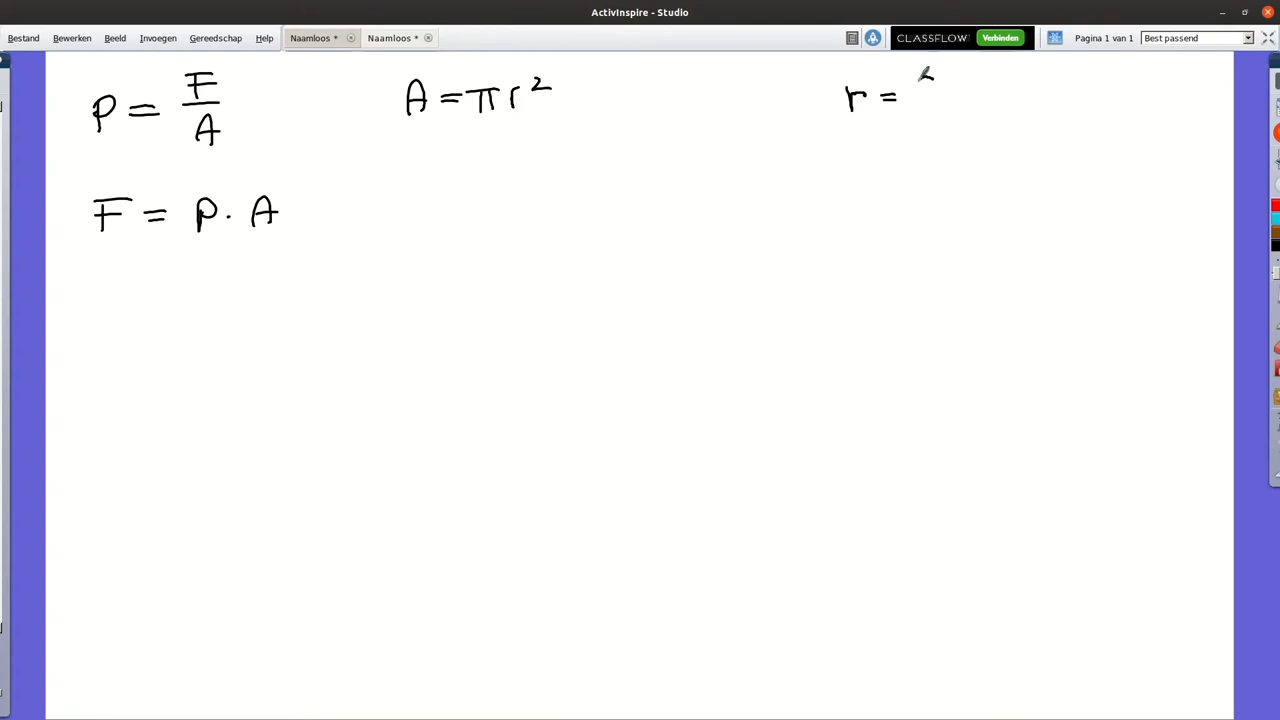 ActivInspire - Studio
Bestand Bewerken Beeld Invoegen Gereedschap Help Naamloos * Naamloos * CLASSFLOW Verbinden Pagina 1 van 1 Best passend
p = F/A A = πr² r =
F = p · A